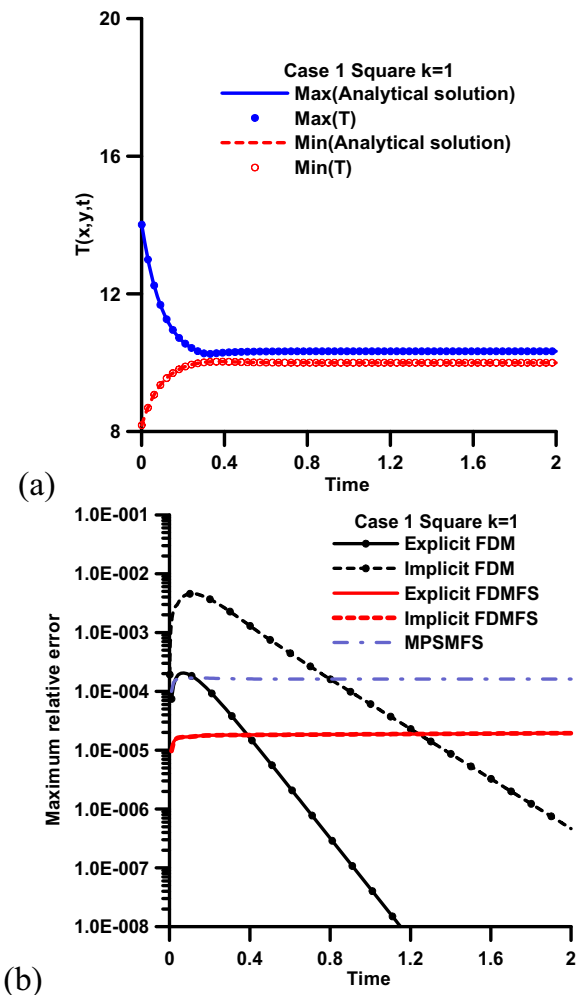 20
16
12
8
T(x,y,t)
Case 1 Square k=1
Max(Analytical solution)
Max(T)
Min(Analytical solution)
Min(T)
0 0.4 0.8 1.2 1.6 2
Time
(a)
1.0E-001
1.0E-002
1.0E-003
1.0E-004
1.0E-005
1.0E-006
1.0E-007
1.0E-008
Maximum relative error
Case 1 Square k=1
Explicit FDM
Implicit FDM
Explicit FDMFS
Implicit FDMFS
MPSMFS
0 0.4 0.8 1.2 1.6 2
Time
(b)